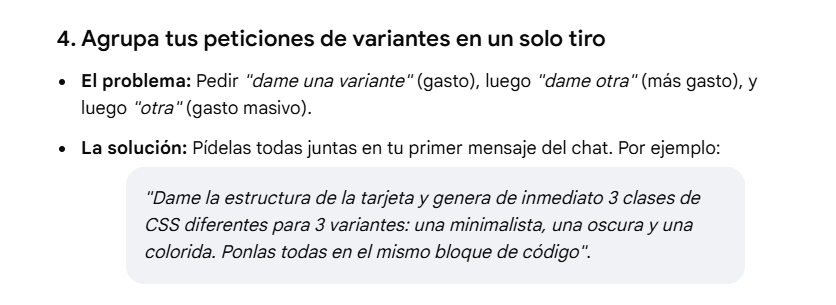 4. Agrupa tus peticiones de variantes en un solo tiro
• El problema: Pedir "dame una variante" (gasto), luego "dame otra" (más gasto), y
luego "otra" (gasto masivo).
• La solución: Pídelas todas juntas en tu primer mensaje del chat. Por ejemplo:
"Dame la estructura de la tarjeta y genera de inmediato 3 clases de
CSS diferentes para 3 variantes: una minimalista, una oscura y una
colorida. Ponlas todas en el mismo bloque de código".